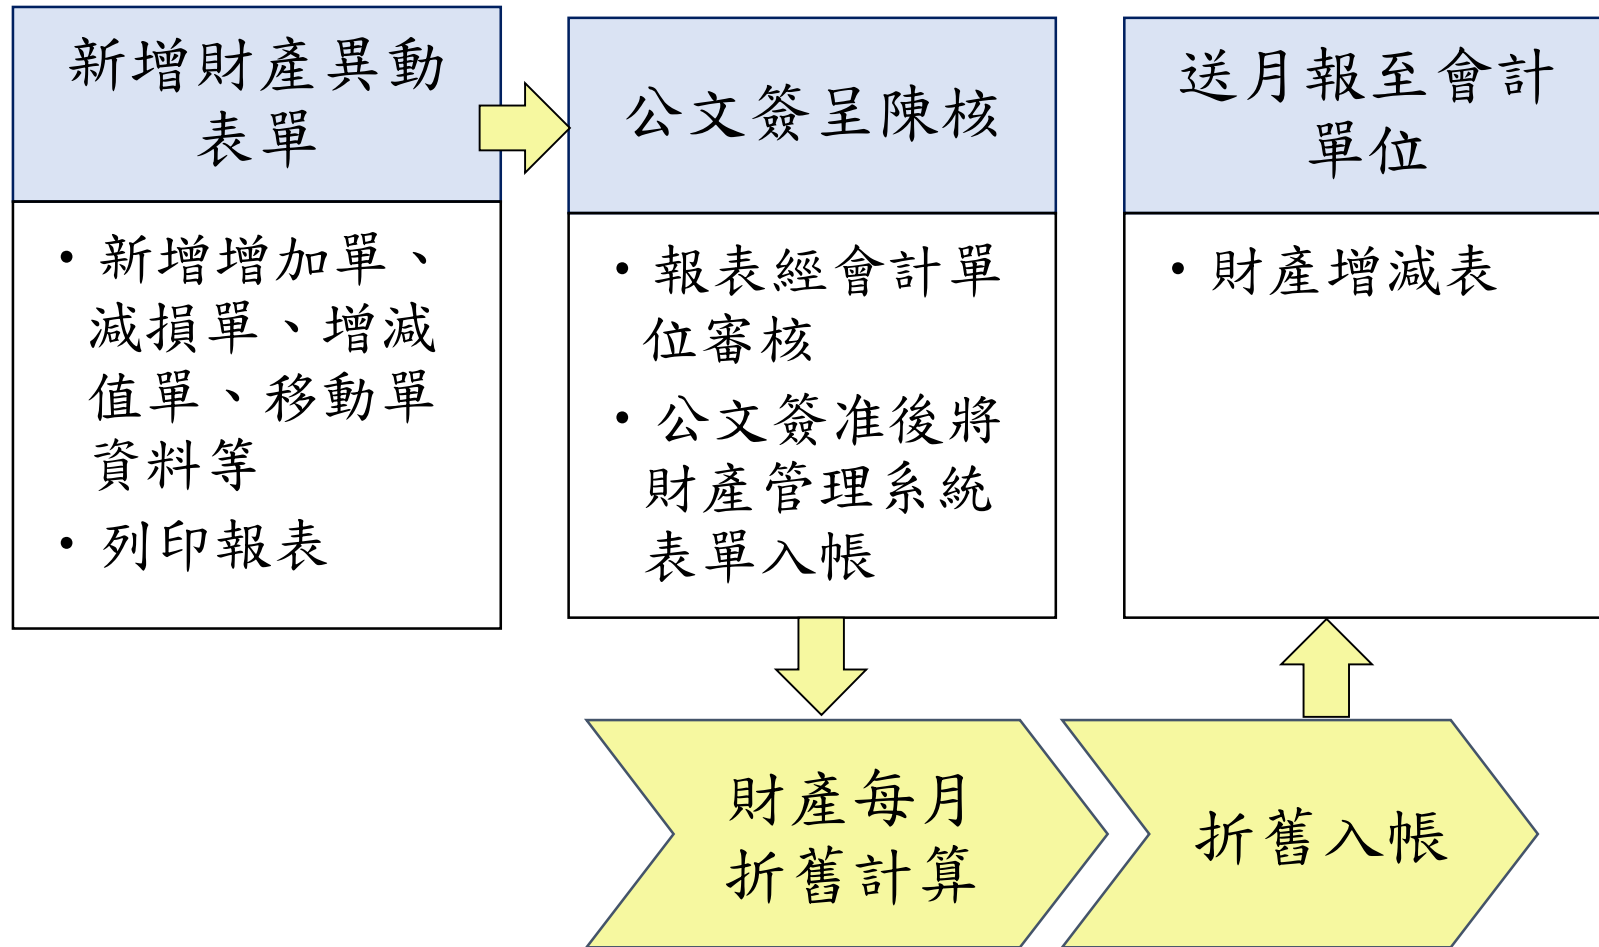 新增財產異動
表單
• 新增增加單、
減損單、增減
值單、移動單
資料等
• 列印報表
公文簽呈陳核
• 報表經會計單
位審核
• 公文簽准後將
財產管理系統
表單入帳
財產每月
折舊計算
折舊入帳
送月報至會計
單位
• 財產增減表